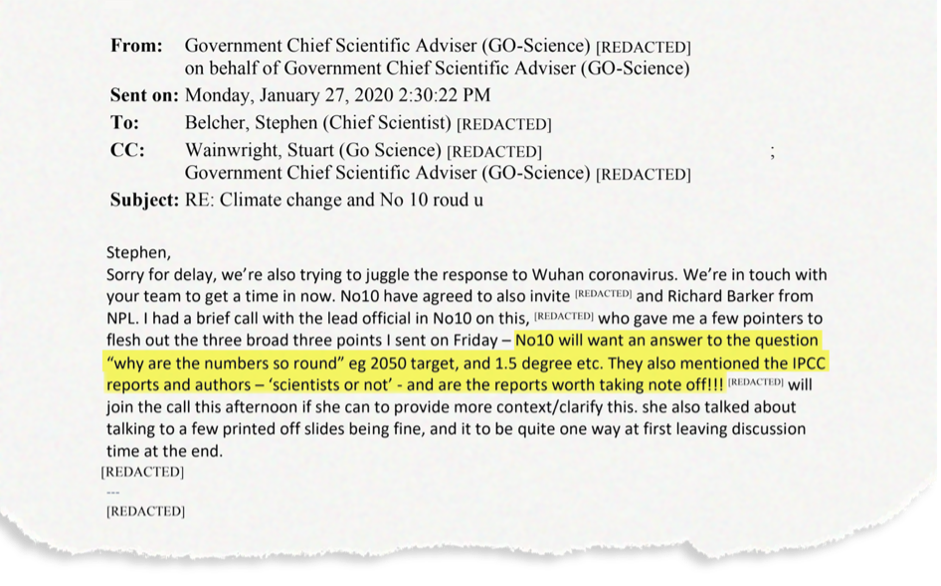 From: Government Chief Scientific Adviser (GO-Science) [REDACTED]
on behalf of Government Chief Scientific Adviser (GO-Science)
Sent on: Monday, January 27, 2020 2:30:22 PM
To: Belcher, Stephen (Chief Scientist) [REDACTED]
CC: Wainwright, Stuart (Go Science) [REDACTED] ;
Government Chief Scientific Adviser (GO-Science) [REDACTED]
Subject: RE: Climate change and No 10 roud u
Stephen,
Sorry for delay, we're also trying to juggle the response to Wuhan coronavirus. We're in touch with
your team to get a time in now. No10 have agreed to also invite [REDACTED] and Richard Barker from
NPL. I had a brief call with the lead official in No10 on this, [REDACTED] who gave me a few pointers to
flesh out the three broad three points I sent on Friday – No10 will want an answer to the question
“why are the numbers so round” eg 2050 target, and 1.5 degree etc. They also mentioned the IPCC
reports and authors – ‘scientists or not’ - and are the reports worth taking note off!!! [REDACTED] will
join the call this afternoon if she can to provide more context/clarify this. she also talked about
talking to a few printed off slides being fine, and it to be quite one way at first leaving discussion
time at the end.
[REDACTED]
---
[REDACTED]